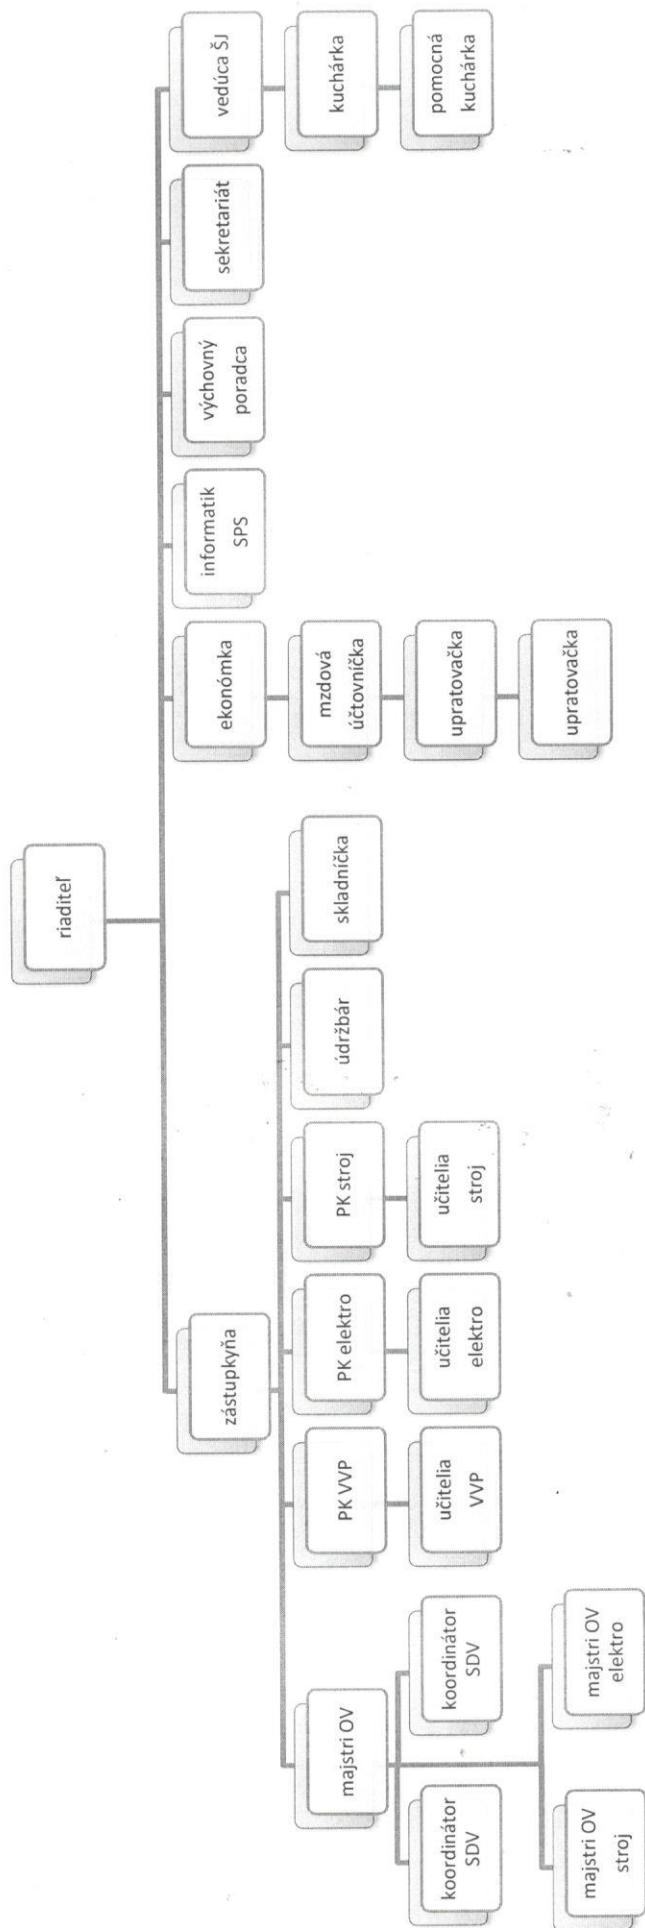 riaditeľ
zástupkyňa
ekonómka
informatik
SPS
výchovný
poradca
sekretariát
vedúca ŠJ
majstri OV
PK VVP
PK elektro
PK stroj
údržbár
skladníčka
mzdová
účtovníčka
kuchárka
koordinátor
SDV
koordinátor
SDV
učitelia
VVP
učitelia
elektro
učitelia
stroj
upratovačka
pomocná
kuchárka
majstri OV
stroj
majstri OV
elektro
upratovačka